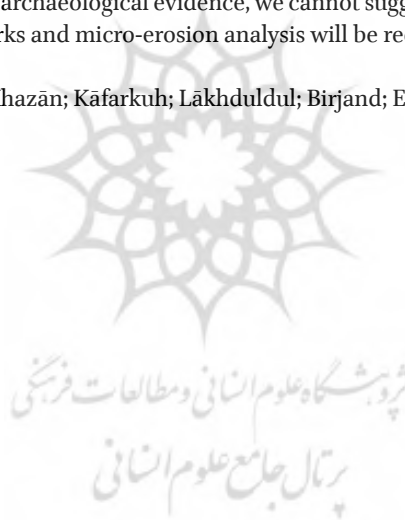 archaeological evidence, we cannot sugg
rks and micro-erosion analysis will be rec
hazān; Kāfarkuh; Lākhduldul; Birjand; E
پژوهشگاه علوم انسانی و مطالعات فرهنگی
پرتال جامع علوم انسانی